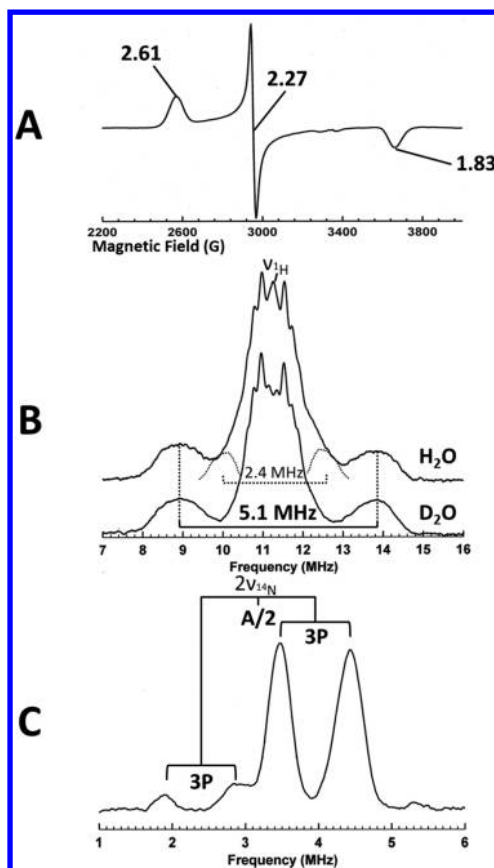 A
2.61
2.27
1.83
2200 2600 3000 3400 3800
Magnetic Field (G)
B
ν1H
2.4 MHz
H2O
5.1 MHz
D2O
7 8 9 10 11 12 13 14 15 16
Frequency (MHz)
C
2ν14N
A/2
3P
3P
1 2 3 4 5 6
Frequency (MHz)